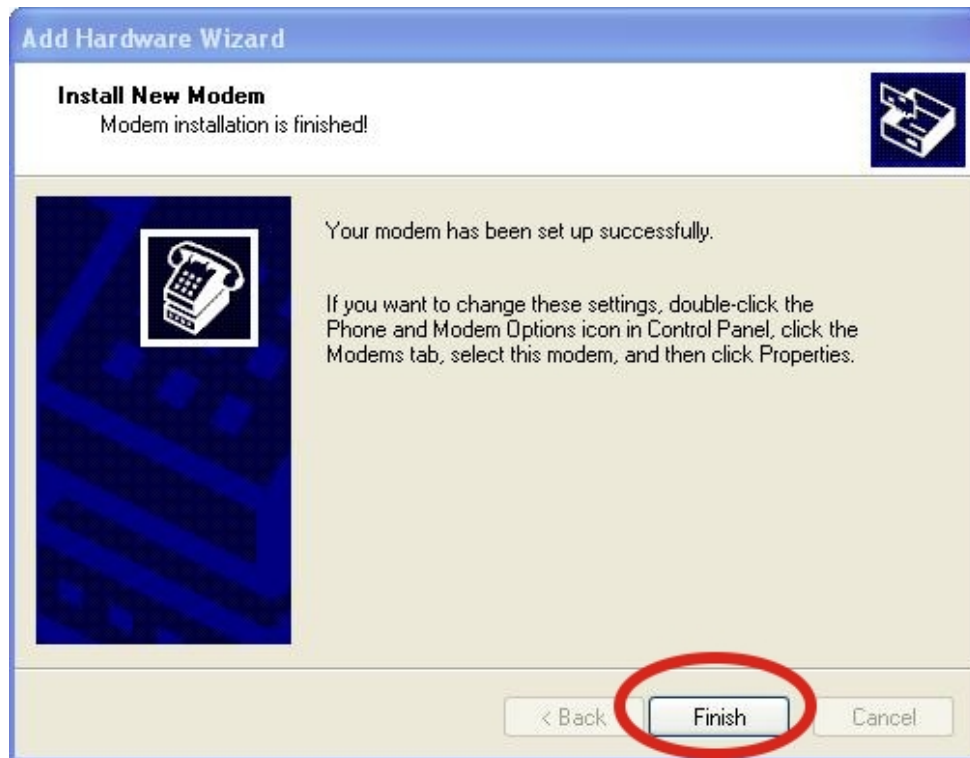 Add Hardware Wizard
Install New Modem
Modem installation is finished!
Your modem has been set up successfully.
If you want to change these settings, double-click the
Phone and Modem Options icon in Control Panel, click the
Modems tab, select this modem, and then click Properties.
< Back Finish Cancel